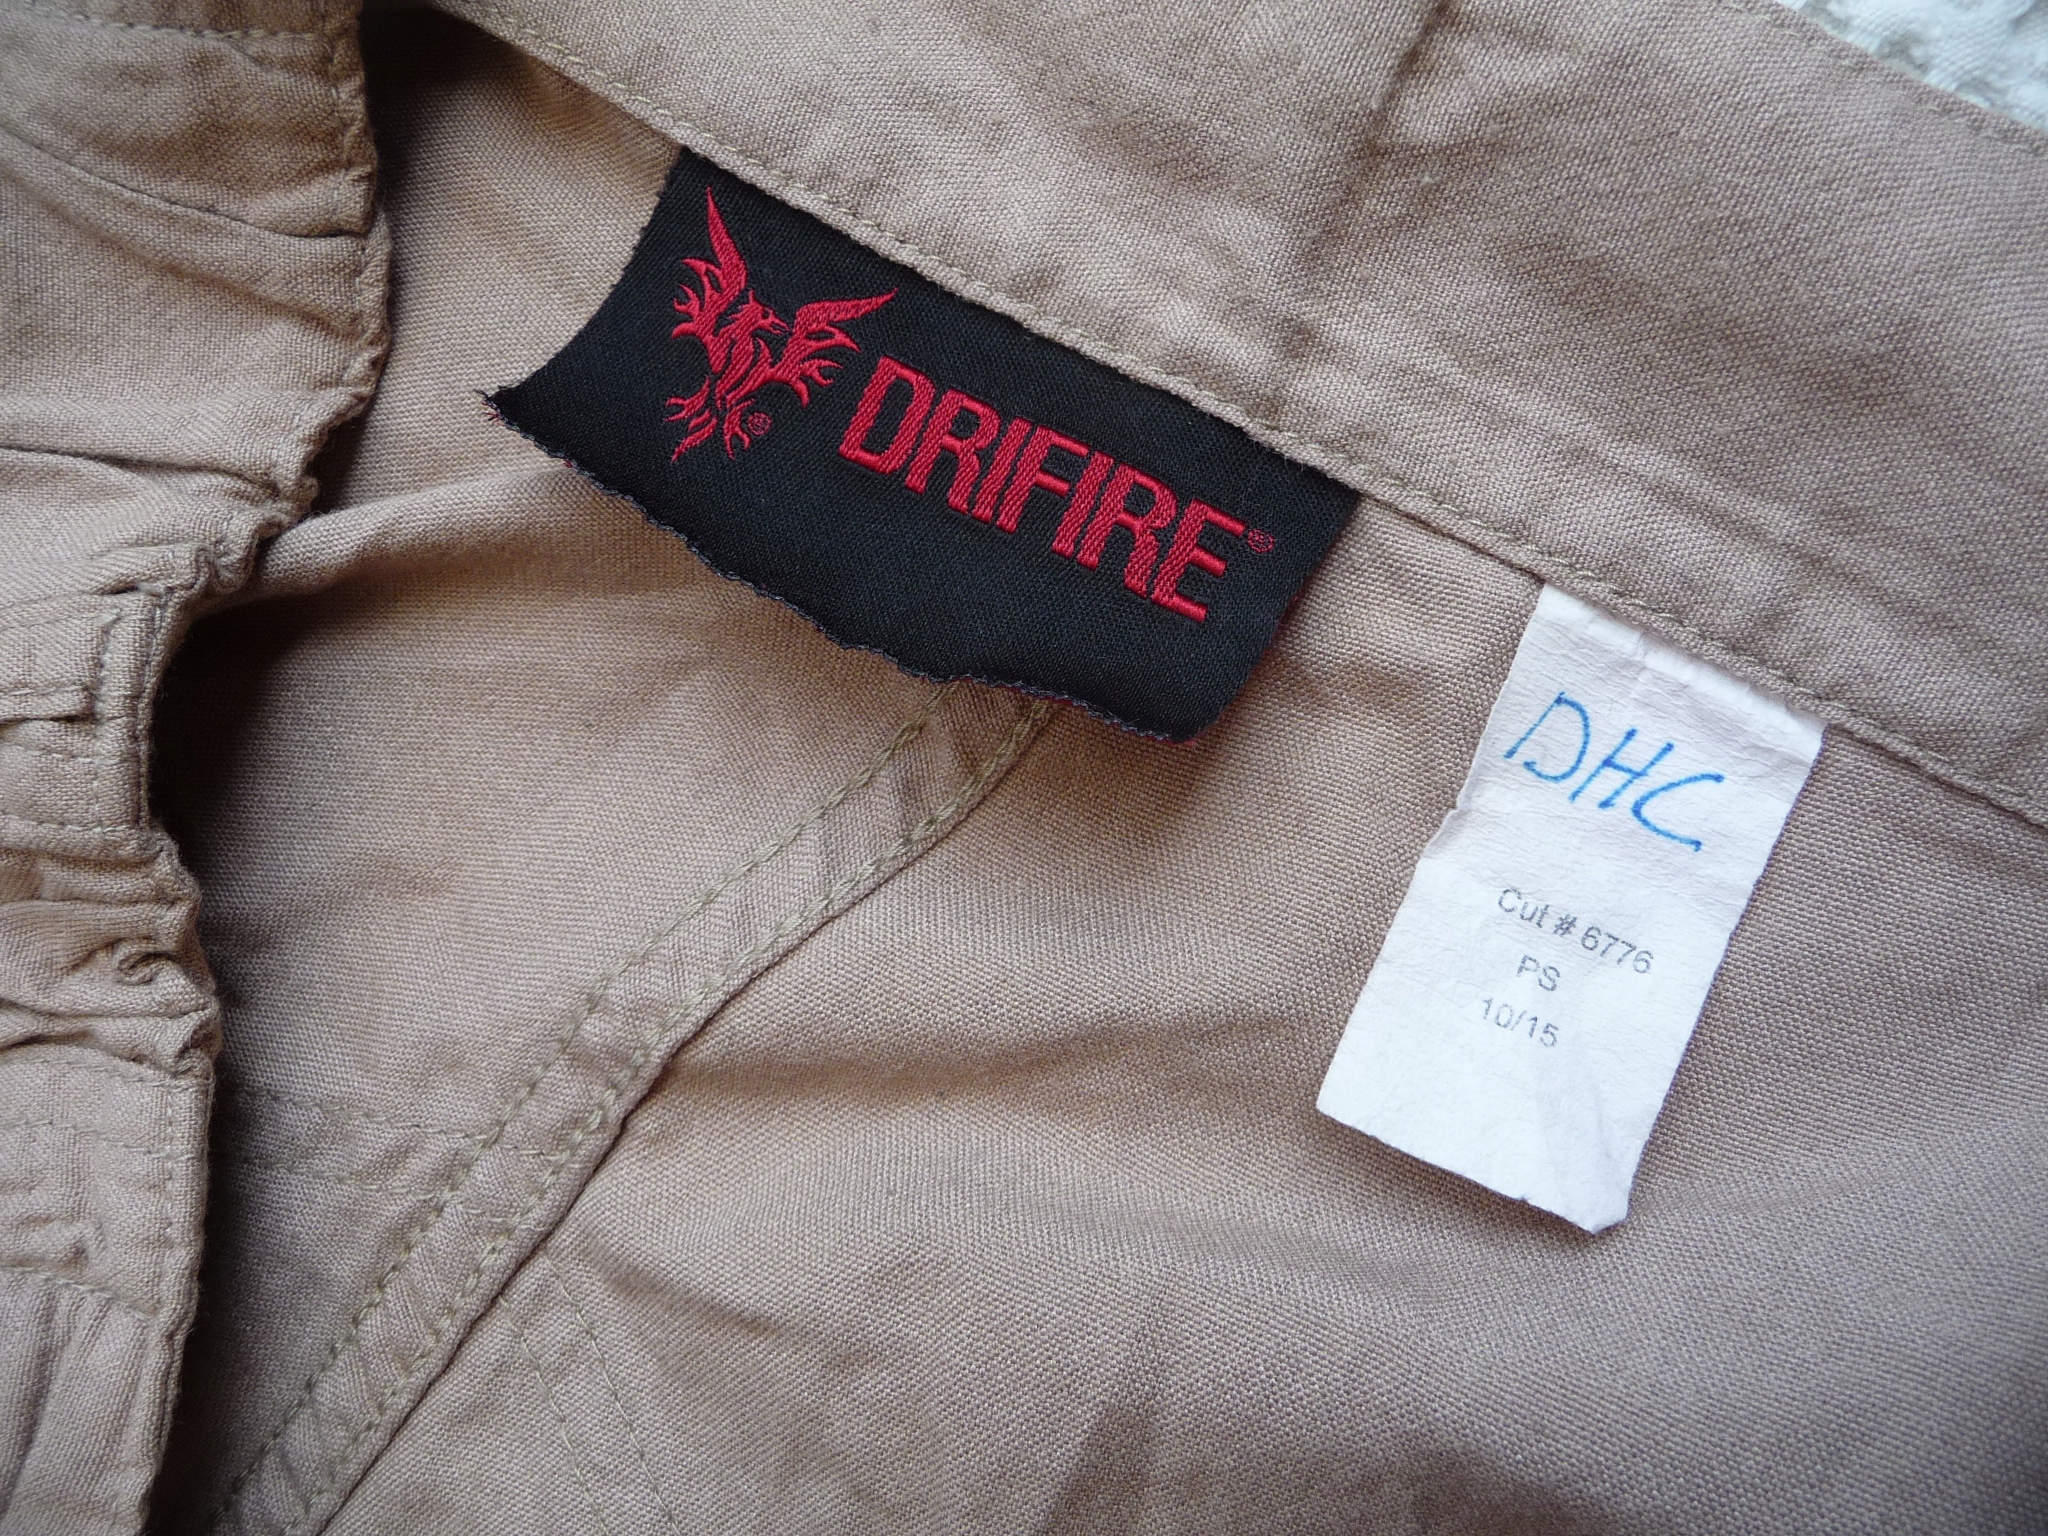 DRIFIRE®
DHC
Cut # 6776
PS
10/15